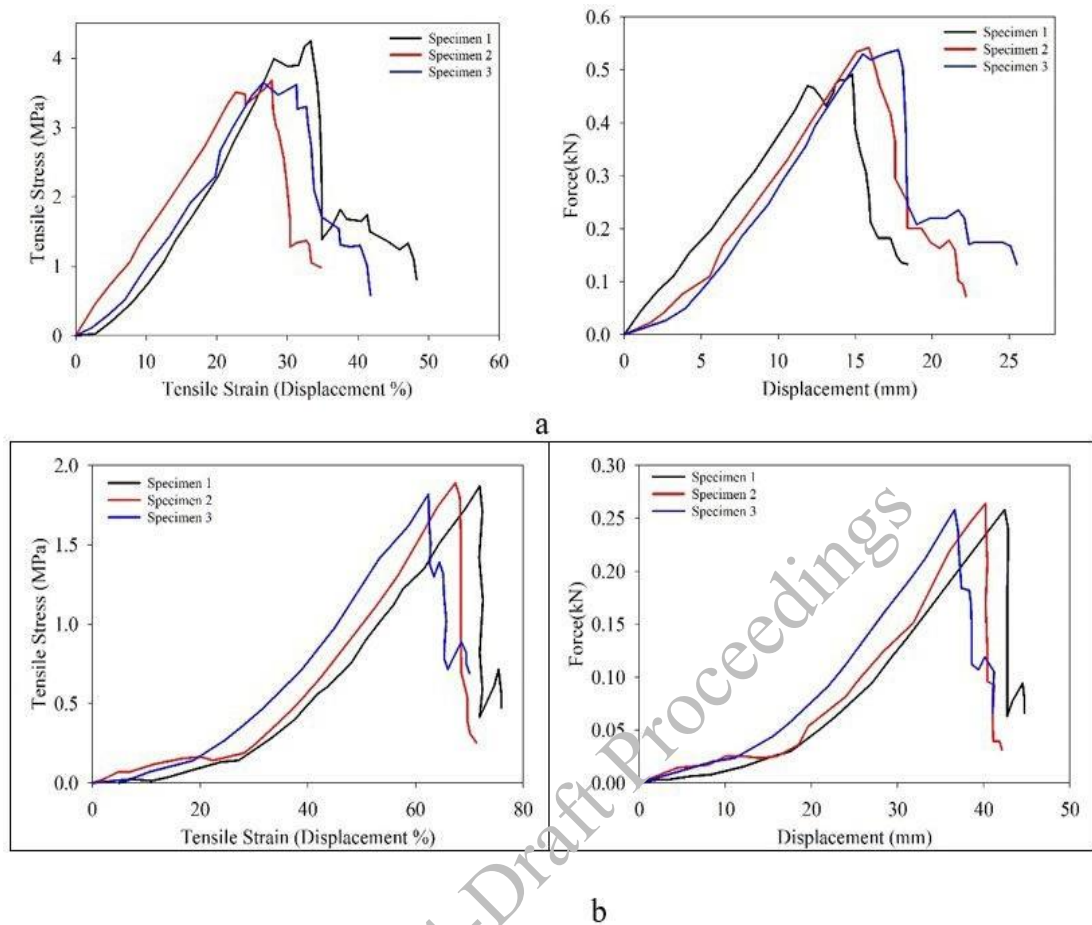 Tensile Stress (MPa)
4
3
2
1
0
0 10 20 30 40 50 60
Tensile Strain (Displacement %)
Specimen 1
Specimen 2
Specimen 3
Force(kN)
0.6
0.5
0.4
0.3
0.2
0.1
0.0
0 5 10 15 20 25
Displacement (mm)
Specimen 1
Specimen 2
Specimen 3
a
Tensile Stress (MPa)
2.0
1.5
1.0
0.5
0.0
0 20 40 60 80
Tensile Strain (Displacement %)
Specimen 1
Specimen 2
Specimen 3
Force(kN)
0.30
0.25
0.20
0.15
0.10
0.05
0.00
0 10 20 30 40 50
Displacement (mm)
Specimen 1
Specimen 2
Specimen 3
b
-Draft Proceedings